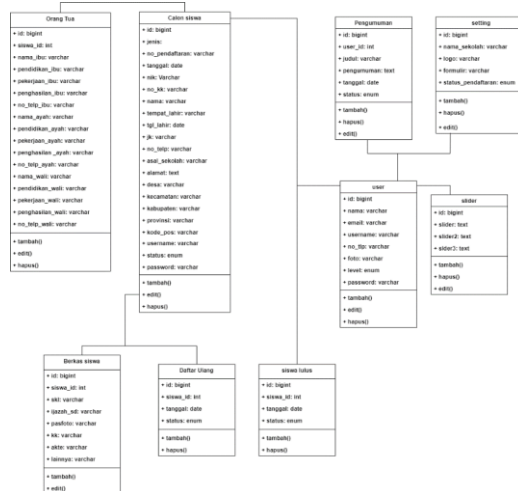 Orang Tua
+ id: bigint
+ siswa_id: int
+ nama_ibu: varchar
+ pendidikan_ibu: varchar
+ pekerjaan_ibu: varchar
+ penghasilan_ibu: varchar
+ no_telp_ibu: varchar
+ nama_ayah: varchar
+ pendidikan_ayah: varchar
+ pekerjaan_ayah: varchar
+ penghasilan _ayah: varchar
+ no_telp_ayah: varchar
+ nama_wali: varchar
+ pendidikan_wali: varchar
+ pekerjaan_wali: varchar
+ penghasilan_wali: varchar
+ no_telp_wali: varchar
+ tambah()
+ edit()
+ hapus()
Calon siswa
+ id: bigint
+ jenis:
+ no_pendaftaran: varchar
+ tanggal: date
+ nik: Varchar
+ no_kk: varchar
+ nama: varchar
+ tempat_lahir: varchar
+ tgl_lahir: date
+ jk: varchar
+ no_telp: varchar
+ asal_sekolah: varchar
+ alamat: text
+ desa: varchar
+ kecamatan: varchar
+ kabupaten: varchar
+ provinsi: varchar
+ kode_pos: varchar
+ username: varchar
+ status: enum
+ password: varchar
+ tambah()
+ edit()
+ hapus()
Pengumuman
+ id: bigint
+ user_id: int
+ judul: varchar
+ pengumuman: text
+ tanggal: date
+ status: enum
+ tambah()
+ hapus()
+ edit()
setting
+ id: bigint
+ nama_sekolah: varchar
+ logo: varchar
+ formulir: varchar
+ status_pendaftaran: enum
+ tambah()
+ hapus()
+ edit()
user
+ id: bigint
+ nama: varchar
+ email: varchar
+ username: varchar
+ no_tlp: varchar
+ foto: varchar
+ level: enum
+ password: varchar
+ tambah()
+ edit()
+ hapus()
slider
+ id: bigint
+ slider: text
+ slider2: text
+ slider3: text
+ tambah()
+ hapus()
+ edit()
Berkas siswa
+ id: bigint
+ siswa_id: int
+ skl: varchar
+ ijazah_sd: varchar
+ pasfoto: varchar
+ kk: varchar
+ akte: varchar
+ lainnya: varchar
+ tambah()
+ edit()
Daftar Ulang
+ id: bigint
+ siswa_id: int
+ tanggal: date
+ status: enum
+ tambah()
+ hapus()
siswa lulus
+ id: bigint
+ siswa_id: int
+ tanggal: date
+ status: enum
+ tambah()
+ hapus()